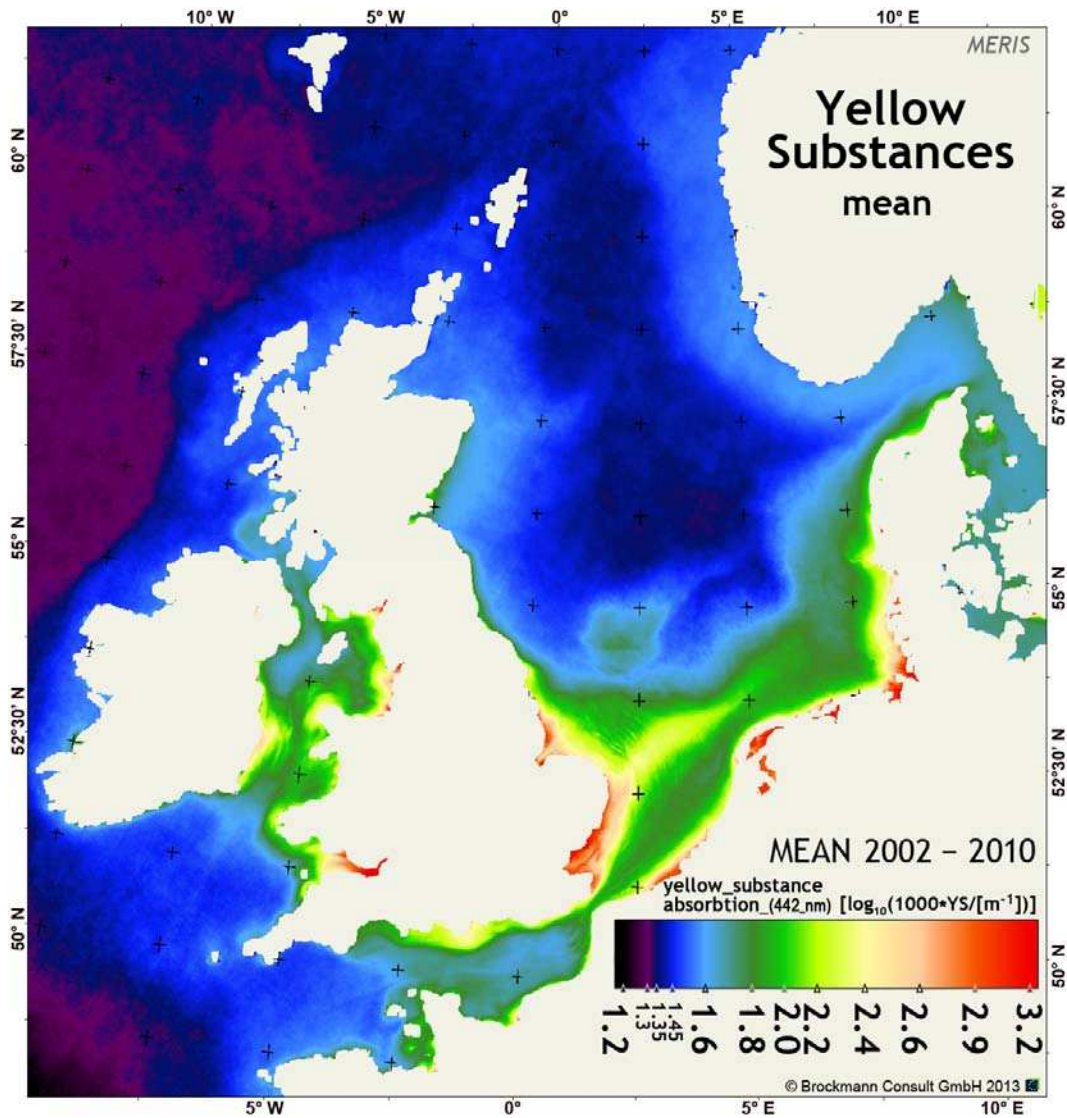 10° W 5° W 0° 5° E 10° E
MERIS
Yellow
Substances
mean
60° N
60° N
57°30' N
57°30' N
55° N
55° N
52°30' N
52°30' N
50° N
50° N
MEAN 2002 – 2010
yellow_substance
absorbtion_(442_nm) [log₁₀(1000*YS/[m⁻¹])]
1.2 1.3 1.35 1.45 1.6 1.8 2.0 2.2 2.4 2.6 2.9 3.2
© Brockmann Consult GmbH 2013
5° W 0° 5° E 10° E